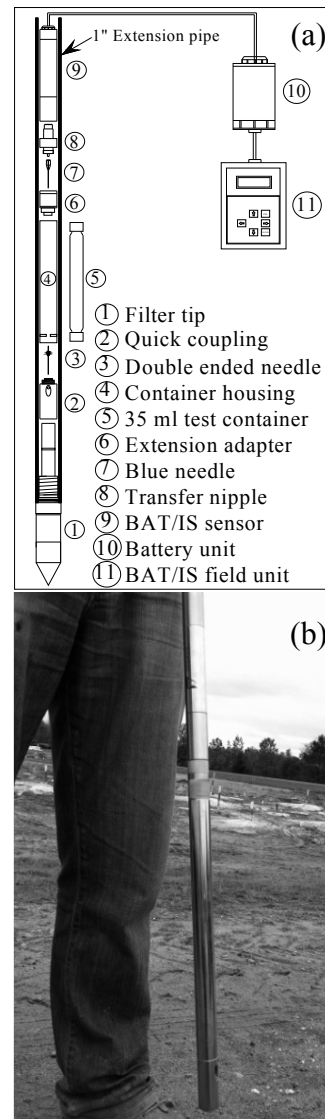 (a)
1" Extension pipe
⑨
⑩
⑧
⑦
⑪
⑥
④
⑤
③
②
①
① Filter tip
② Quick coupling
③ Double ended needle
④ Container housing
⑤ 35 ml test container
⑥ Extension adapter
⑦ Blue needle
⑧ Transfer nipple
⑨ BAT/IS sensor
⑩ Battery unit
⑪ BAT/IS field unit
(b)